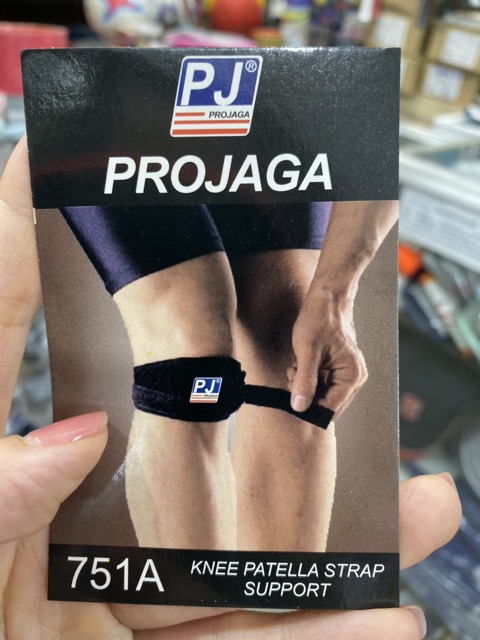 PJ®
PROJAGA
PROJAGA
PJ®
751A
KNEE PATELLA STRAP
SUPPORT